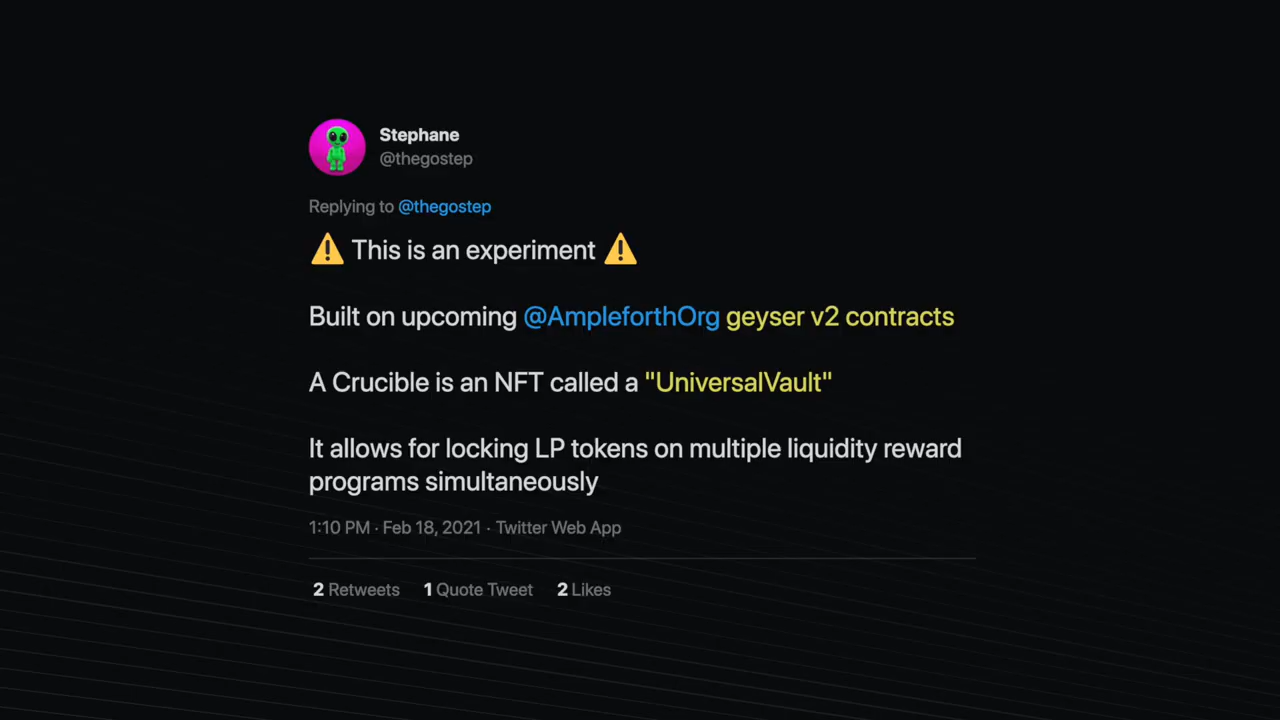 Stephane
@thegostep
Replying to @thegostep
⚠️ This is an experiment ⚠️
Built on upcoming @AmpleforthOrg geyser v2 contracts
A Crucible is an NFT called a "UniversalVault"
It allows for locking LP tokens on multiple liquidity reward
programs simultaneously
1:10 PM · Feb 18, 2021 · Twitter Web App
2 Retweets 1 Quote Tweet 2 Likes